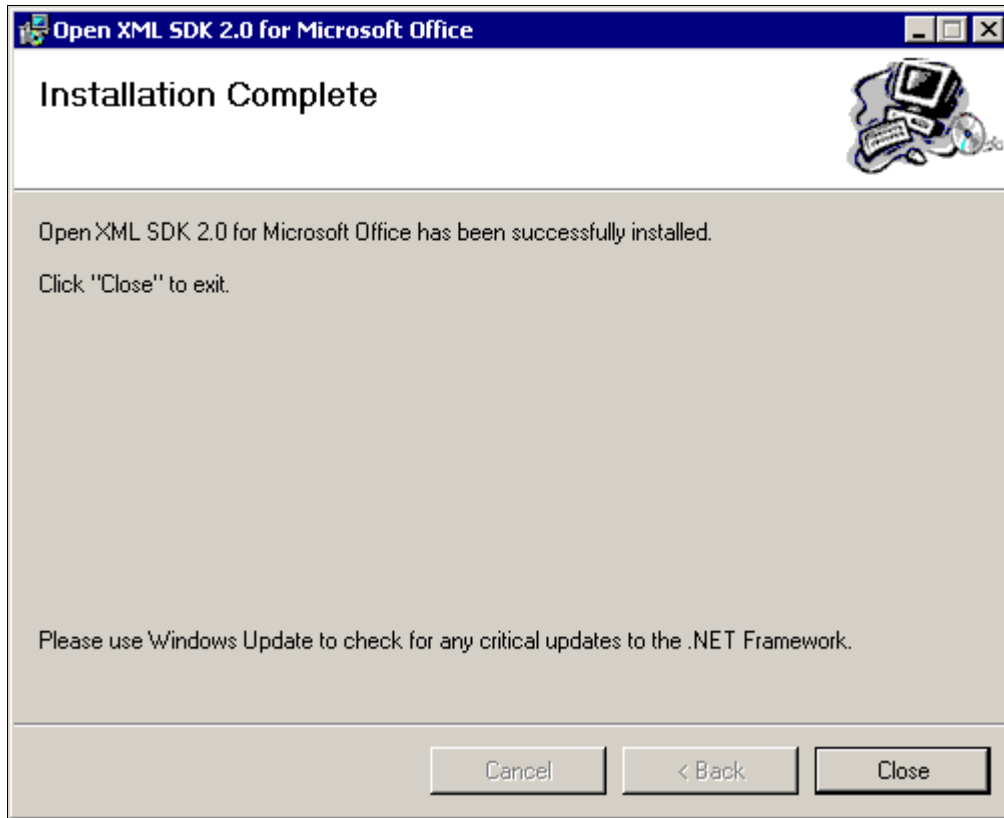 Open XML SDK 2.0 for Microsoft Office
Installation Complete
Open XML SDK 2.0 for Microsoft Office has been successfully installed.
Click "Close" to exit.
Please use Windows Update to check for any critical updates to the .NET Framework.
Cancel < Back Close